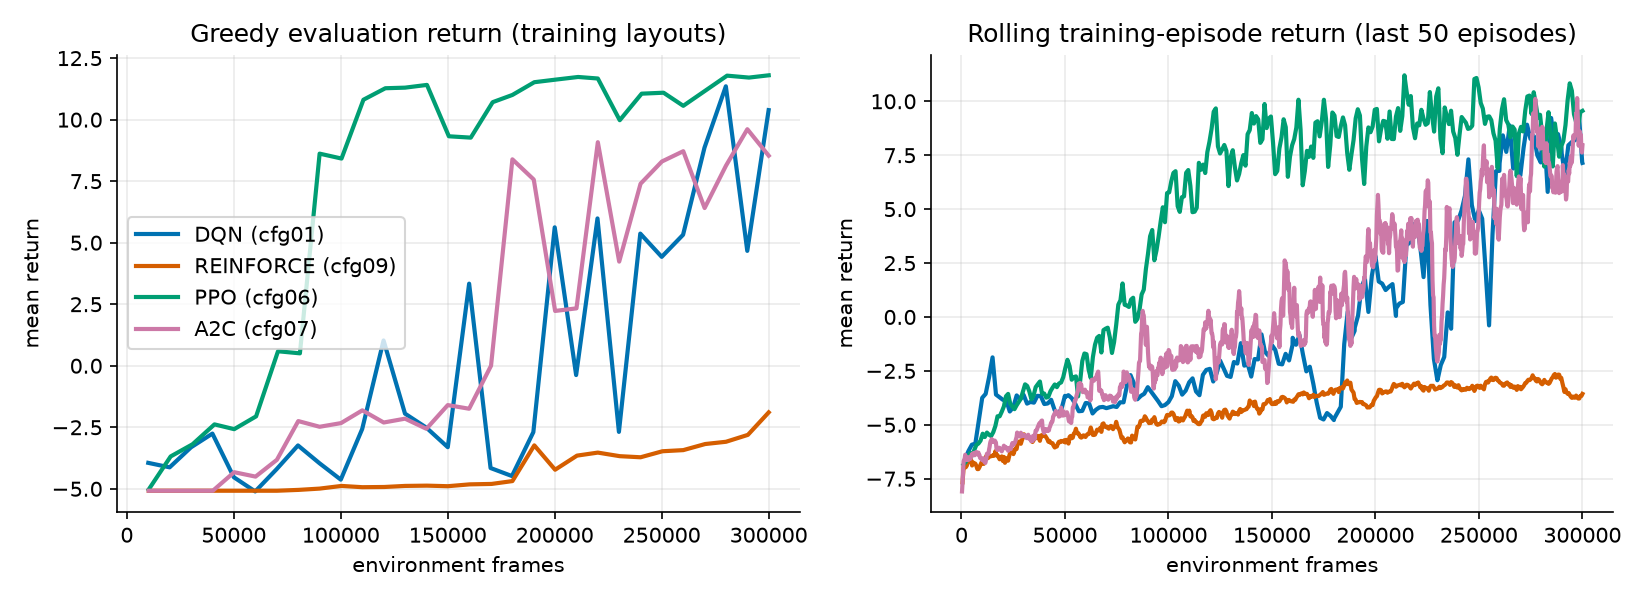 Greedy evaluation return (training layouts)
12.5
10.0
7.5
5.0
2.5
0.0
−2.5
−5.0
mean return
DQN (cfg01)
REINFORCE (cfg09)
PPO (cfg06)
A2C (cfg07)
0 50000 100000 150000 200000 250000 300000
environment frames
Rolling training-episode return (last 50 episodes)
10.0
7.5
5.0
2.5
0.0
−2.5
−5.0
−7.5
mean return
0 50000 100000 150000 200000 250000 300000
environment frames